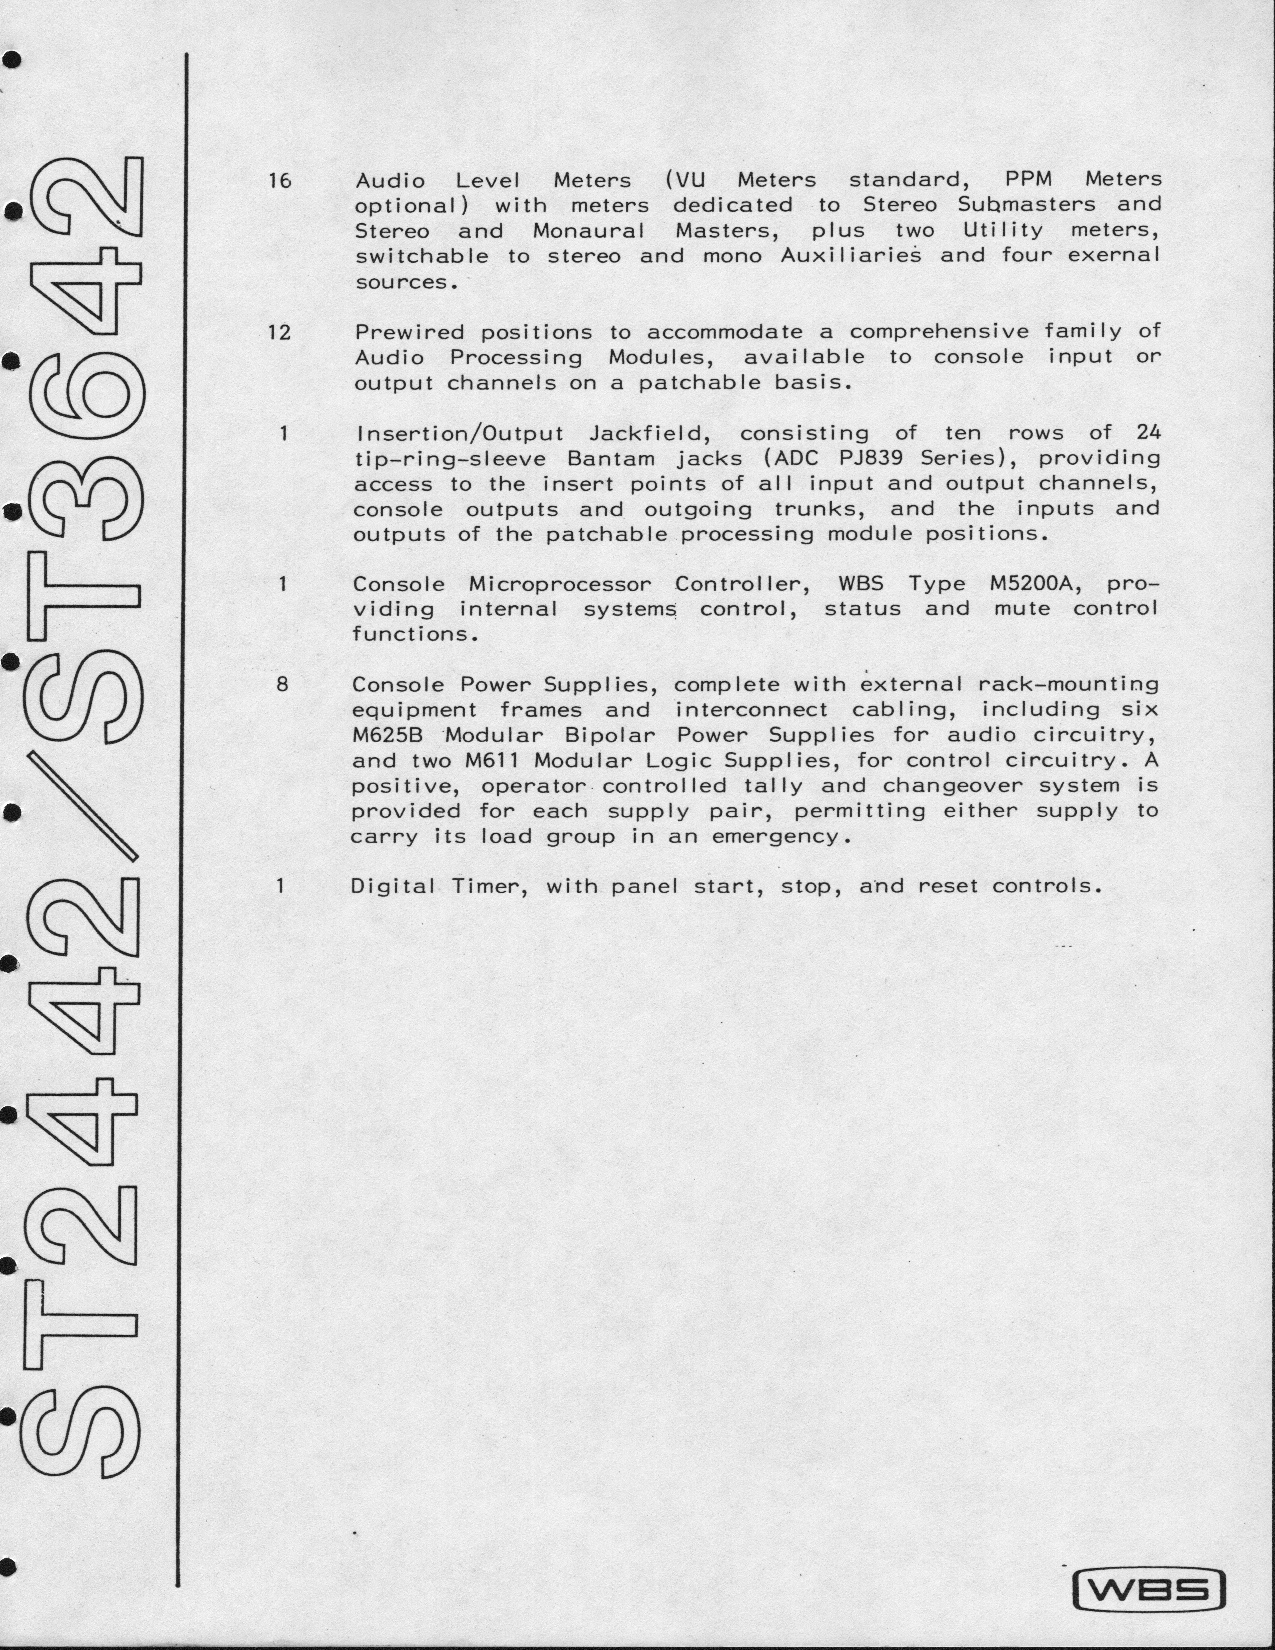 ST2442/ST3642
16 Audio Level Meters (VU Meters standard, PPM Meters
optional) with meters dedicated to Stereo Submasters and
Stereo and Monaural Masters, plus two Utility meters,
switchable to stereo and mono Auxiliaries and four exernal
sources.
12 Prewired positions to accommodate a comprehensive family of
Audio Processing Modules, available to console input or
output channels on a patchable basis.
1 Insertion/Output Jackfield, consisting of ten rows of 24
tip-ring-sleeve Bantam jacks (ADC PJ839 Series), providing
access to the insert points of all input and output channels,
console outputs and outgoing trunks, and the inputs and
outputs of the patchable processing module positions.
1 Console Microprocessor Controller, WBS Type M5200A, pro-
viding internal systems control, status and mute control
functions.
8 Console Power Supplies, complete with external rack-mounting
equipment frames and interconnect cabling, including six
M625B Modular Bipolar Power Supplies for audio circuitry,
and two M611 Modular Logic Supplies, for control circuitry. A
positive, operator controlled tally and changeover system is
provided for each supply pair, permitting either supply to
carry its load group in an emergency.
1 Digital Timer, with panel start, stop, and reset controls.
WBS